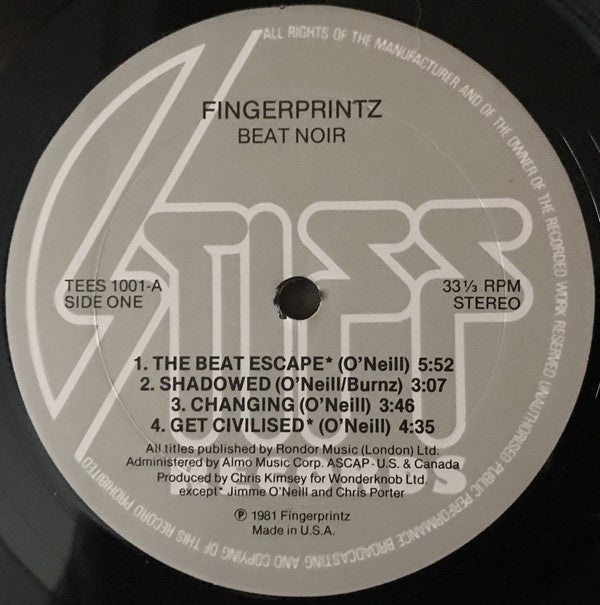 ALL RIGHTS OF THE MANUFACTURER AND OF THE OWNER OF THE RECORDED WORK RESERVED UNAUTHORISED PUBLIC PERFORMANCE BROADCASTING AND COPYING OF THIS RECORD PROHIBITED
FINGERPRINTZ
BEAT NOIR
STIFF
TEES 1001-A
SIDE ONE
33 1/3 RPM
STEREO
1. THE BEAT ESCAPE* (O'Neill) 5:52
2. SHADOWED (O'Neill/Burnz) 3:07
3. CHANGING (O'Neill) 3:46
4. GET CIVILISED* (O'Neill) 4:35
All titles published by Rondor Music (London) Ltd.
Administered by Almo Music Corp. ASCAP - U.S. & Canada
Produced by Chris Kimsey for Wonderknob Ltd.
except* Jimme O'Neill and Chris Porter
℗ 1981 Fingerprintz
Made in U.S.A.